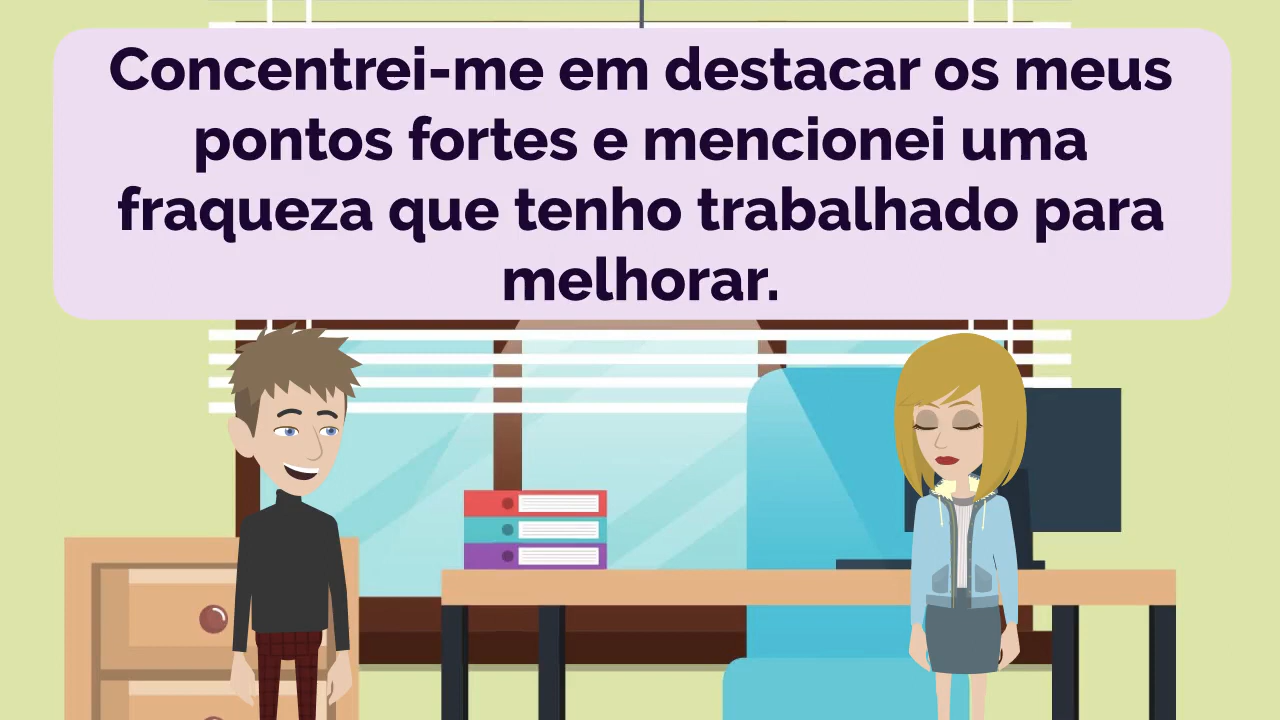 Concentrei-me em destacar os meus
pontos fortes e mencionei uma
fraqueza que tenho trabalhado para
melhorar.